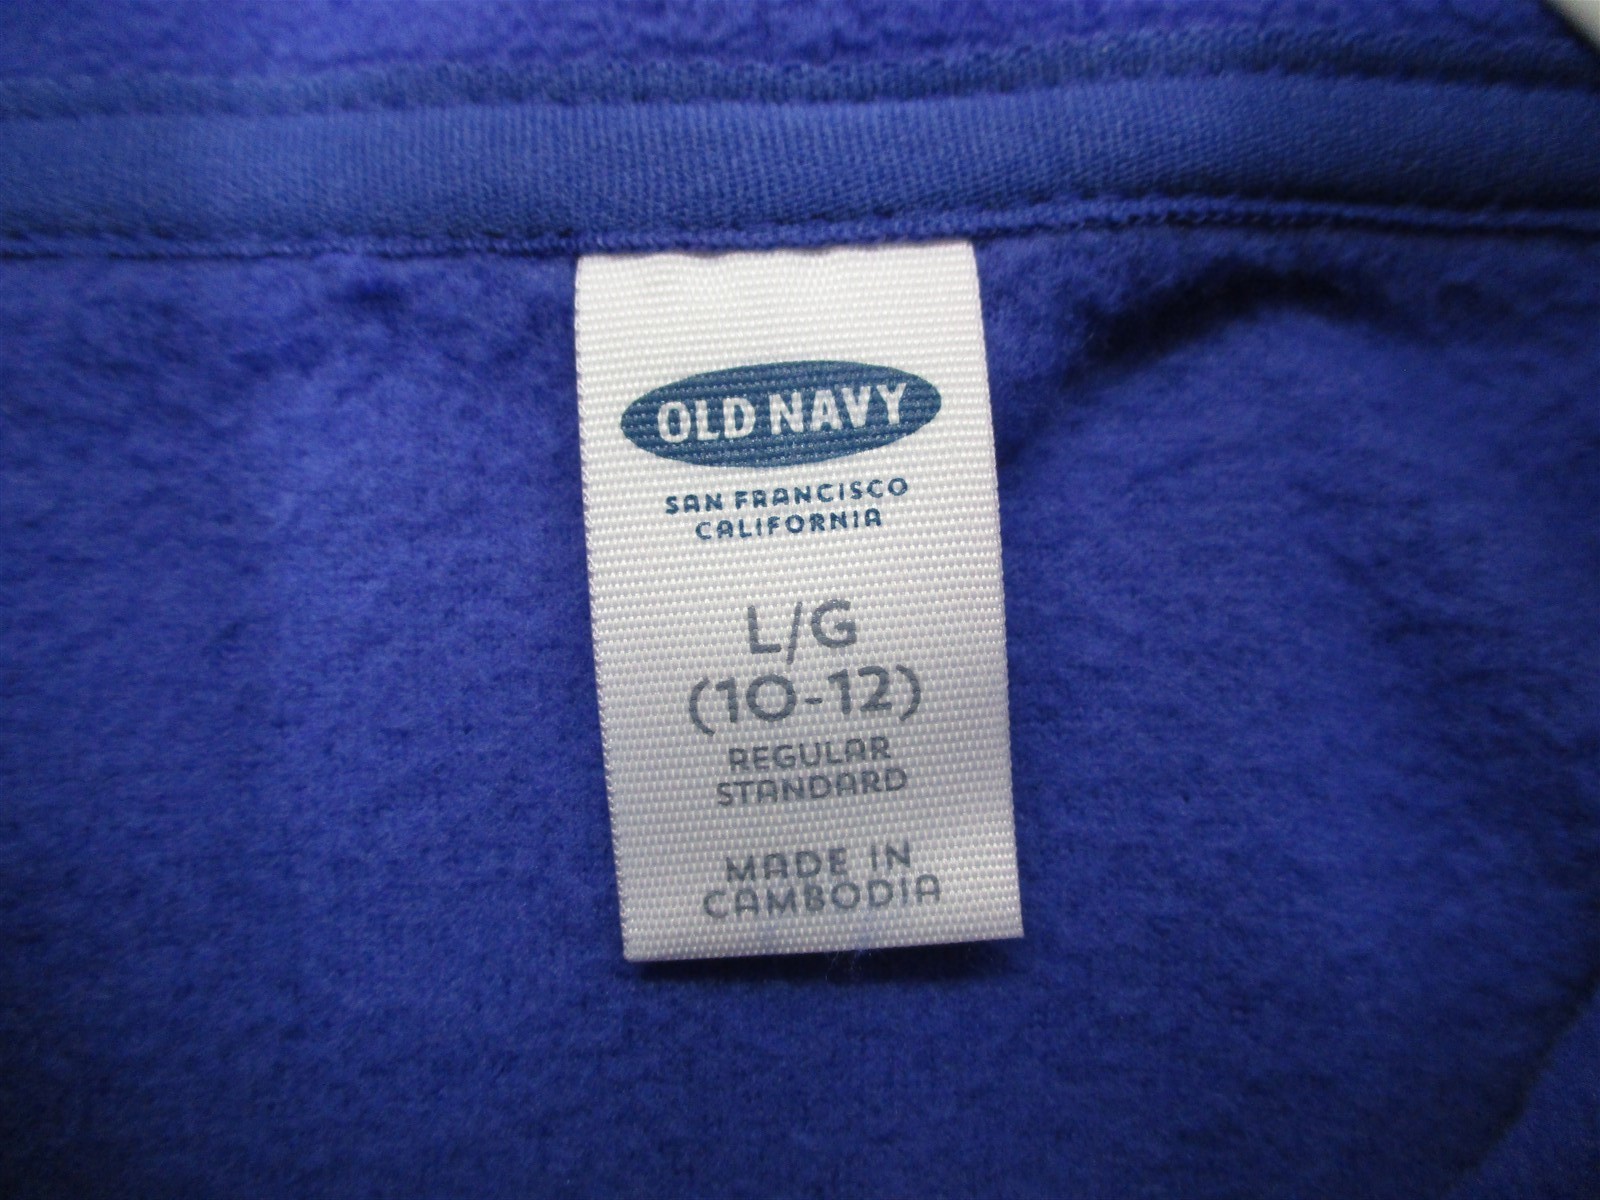 OLD NAVY
SAN FRANCISCO
CALIFORNIA
L/G
(10-12)
REGULAR
STANDARD
MADE IN
CAMBODIA